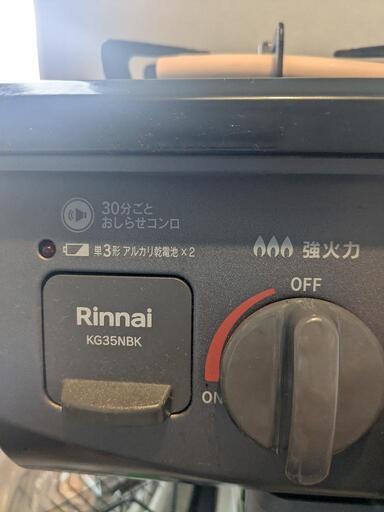 30分ごと
おしらせコンロ
単3形 アルカリ乾電池×2
強火力
OFF
Rinnai
KG35NBK
ON